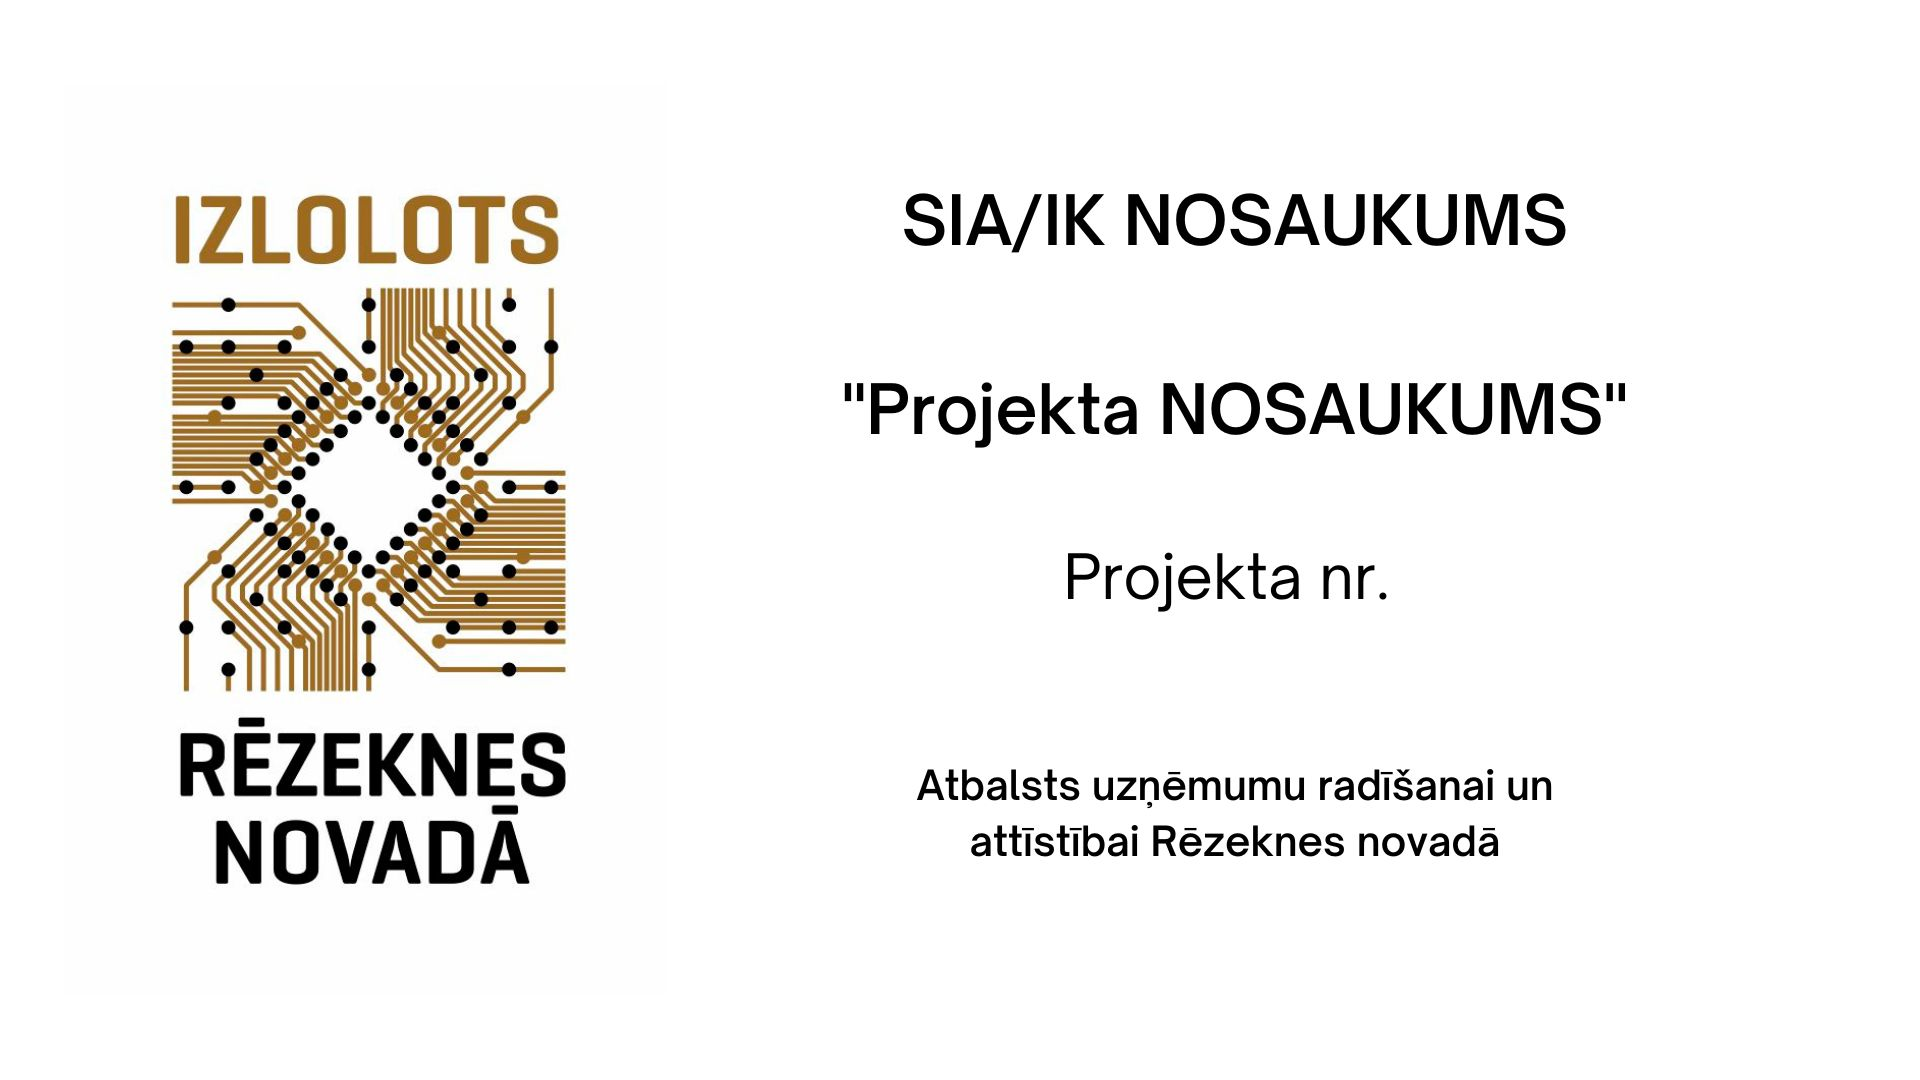 IZLOLOTS
RĒZEKNES
NOVADĀ
SIA/IK NOSAUKUMS
"Projekta NOSAUKUMS"
Projekta nr.
Atbalsts uzņēmumu radīšanai un
attīstībai Rēzeknes novadā